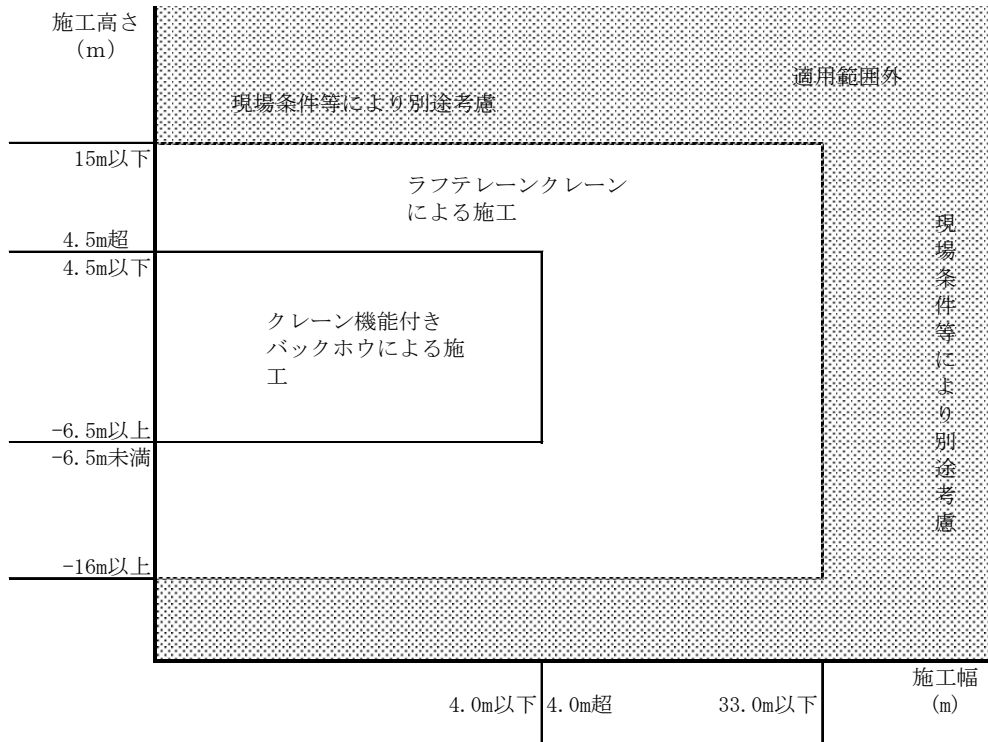 施工高さ
(m)
適用範囲外
現場条件等により別途考慮
15m以下
ラフテレーンクレーン
による施工
4.5m超
4.5m以下
クレーン機能付き
バックホウによる施
工
-6.5m以上
-6.5m未満
-16m以上
現場条件等により別途考慮
4.0m以下
4.0m超
33.0m以下
施工幅
(m)